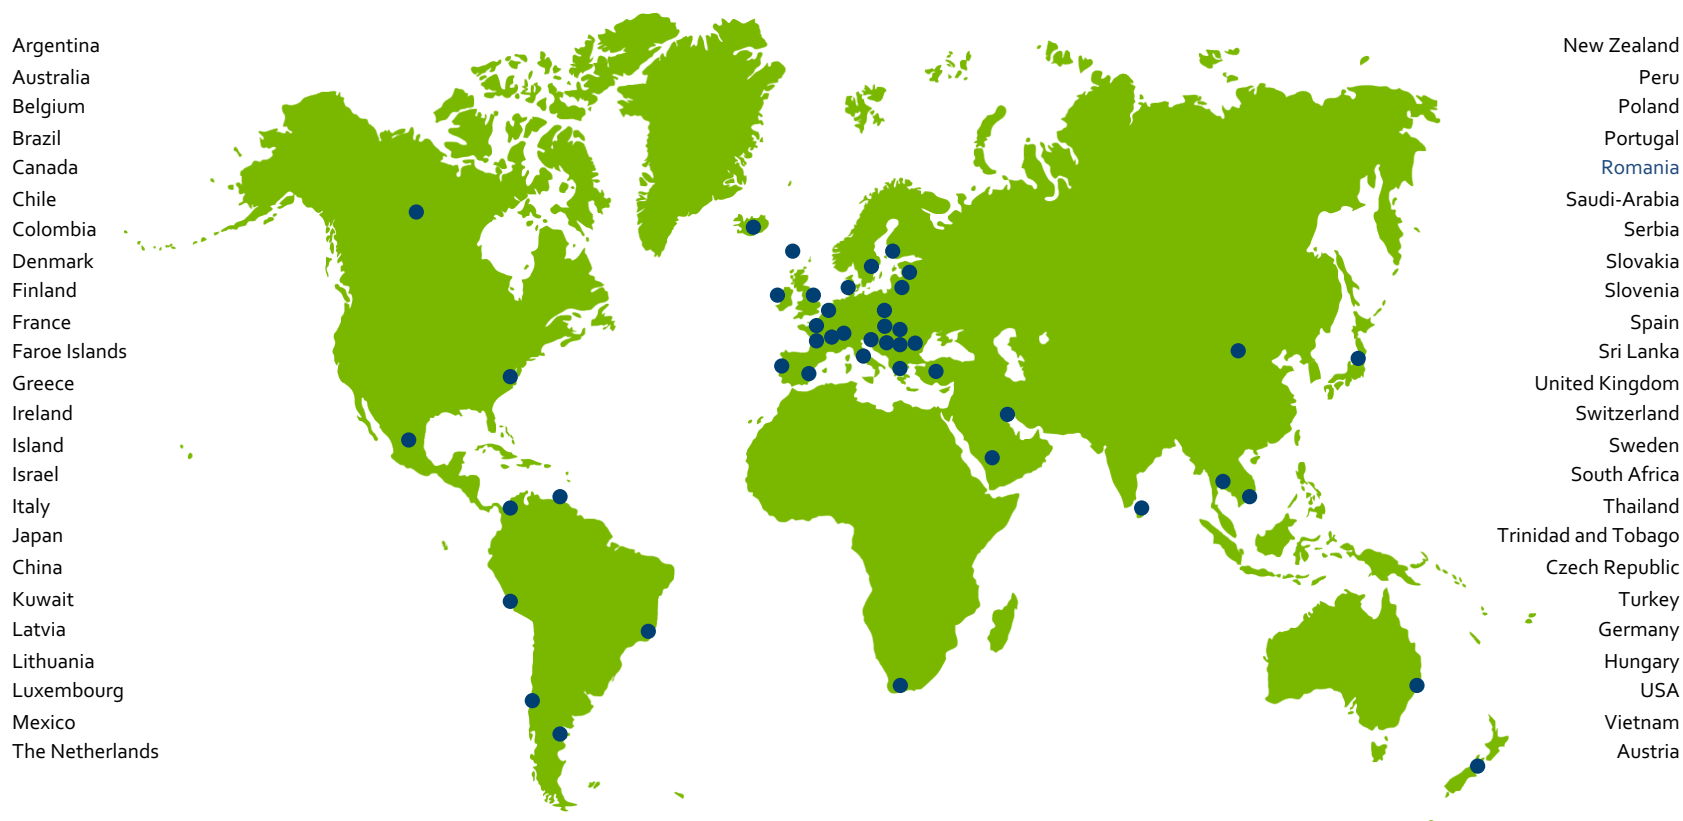 Argentina
Australia
Belgium
Brazil
Canada
Chile
Colombia
Denmark
Finland
France
Faroe Islands
Greece
Ireland
Island
Israel
Italy
Japan
China
Kuwait
Latvia
Lithuania
Luxembourg
Mexico
The Netherlands
New Zealand
Peru
Poland
Portugal
Romania
Saudi-Arabia
Serbia
Slovakia
Slovenia
Spain
Sri Lanka
United Kingdom
Switzerland
Sweden
South Africa
Thailand
Trinidad and Tobago
Czech Republic
Turkey
Germany
Hungary
USA
Vietnam
Austria